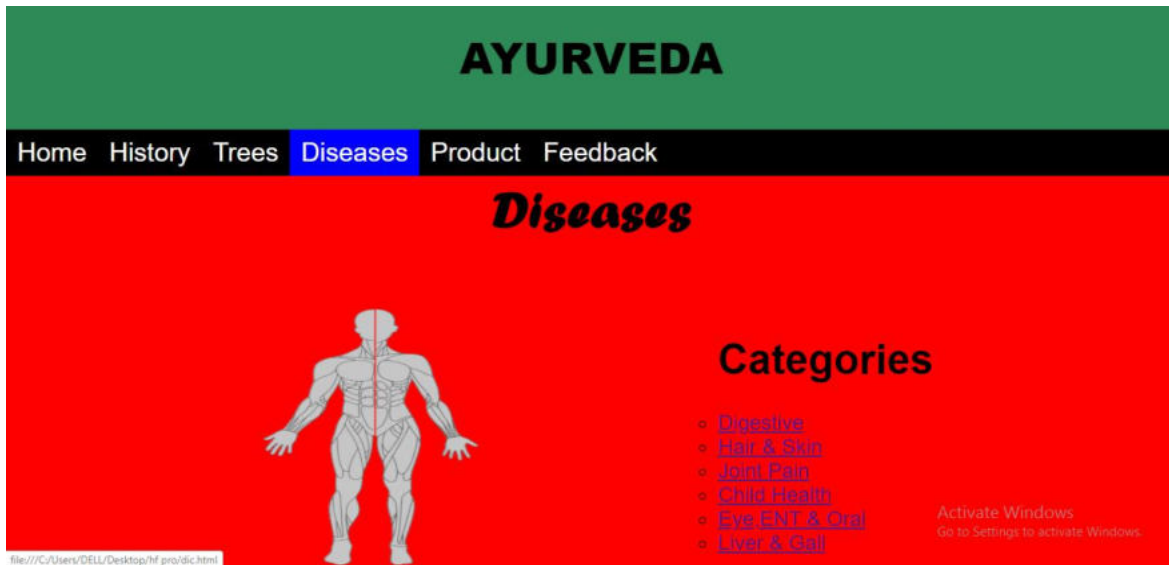 AYURVEDA
Home History Trees Diseases Product Feedback
Diseases
Categories
Digestive
Hair & Skin
Joint Pain
Child Health
Eye,ENT & Oral
Liver & Gall
Activate Windows
Go to Settings to activate Windows.
file:///C:/Users/DELL/Desktop/hf pro/dic.html